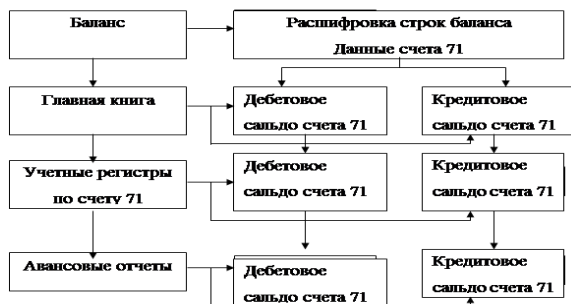 Баланс
Расшифровка строк баланса
Данные счета 71
Главная книга
Дебетовое
сальдо счета 71
Кредитовое
сальдо счета 71
Учетные регистры
по счету 71
Дебетовое
сальдо счета 71
Кредитовое
сальдо счета 71
Авансовые отчеты
Дебетовое
сальдо счета 71
Кредитовое
сальдо счета 71